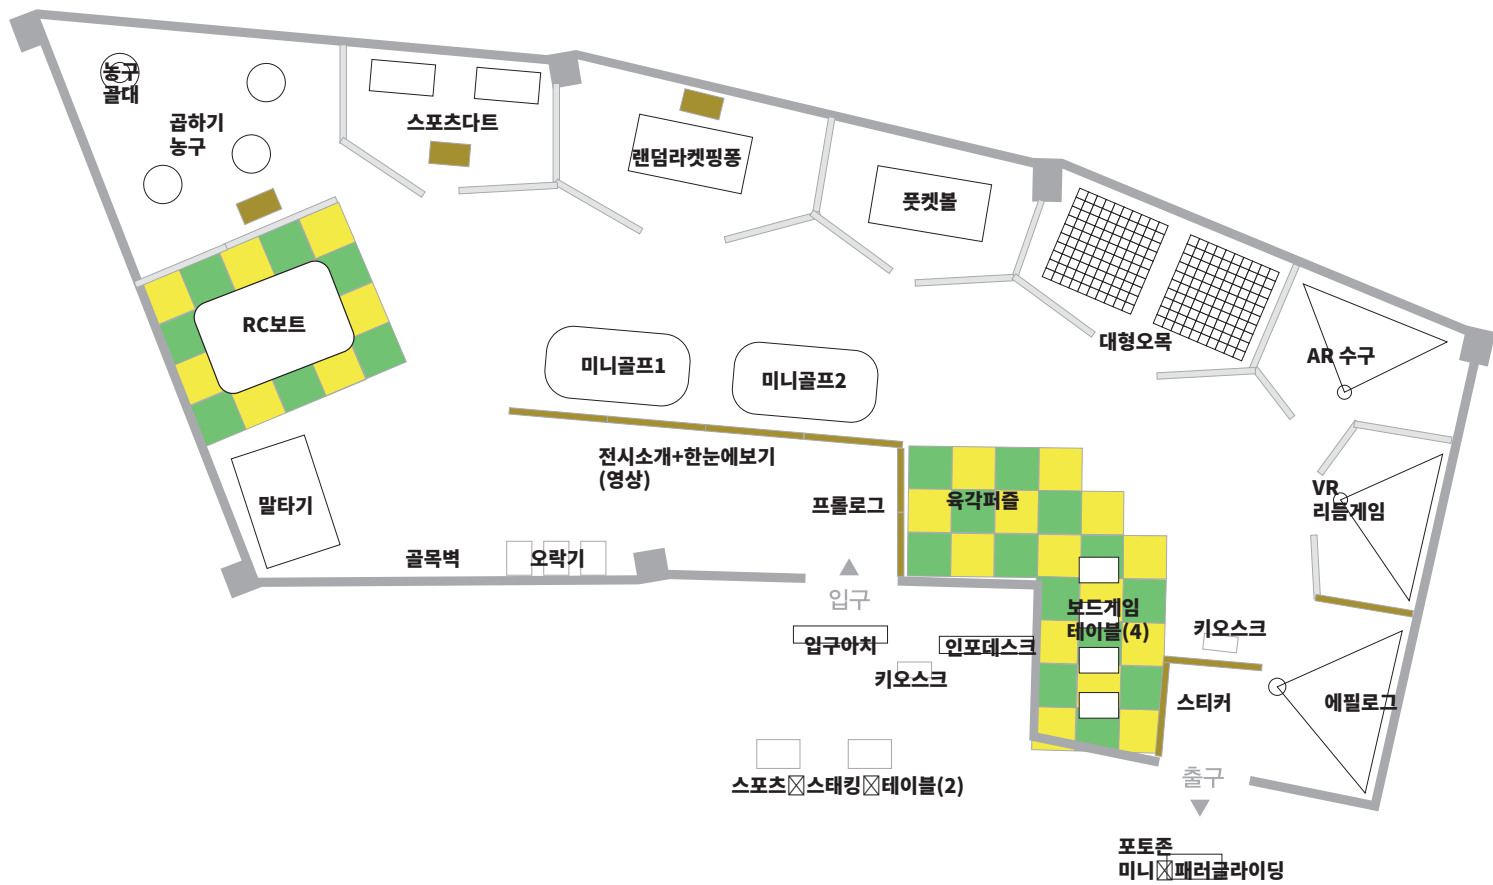 농구
골대
곱하기
농구
스포츠다트
랜덤라켓핑퐁
풋켓볼
대형오목
AR 수구
RC보트
미니골프1
미니골프2
전시소개+한눈에보기
(영상)
프롤로그
육각퍼즐
VR
리듬게임
말타기
골목벽
오락기
입구
입구아치
인포데스크
키오스크
보드게임
테이블(4)
키오스크
스티커
에필로그
스포츠 스태킹 테이블(2)
출구
포토존
미니 패러글라이딩